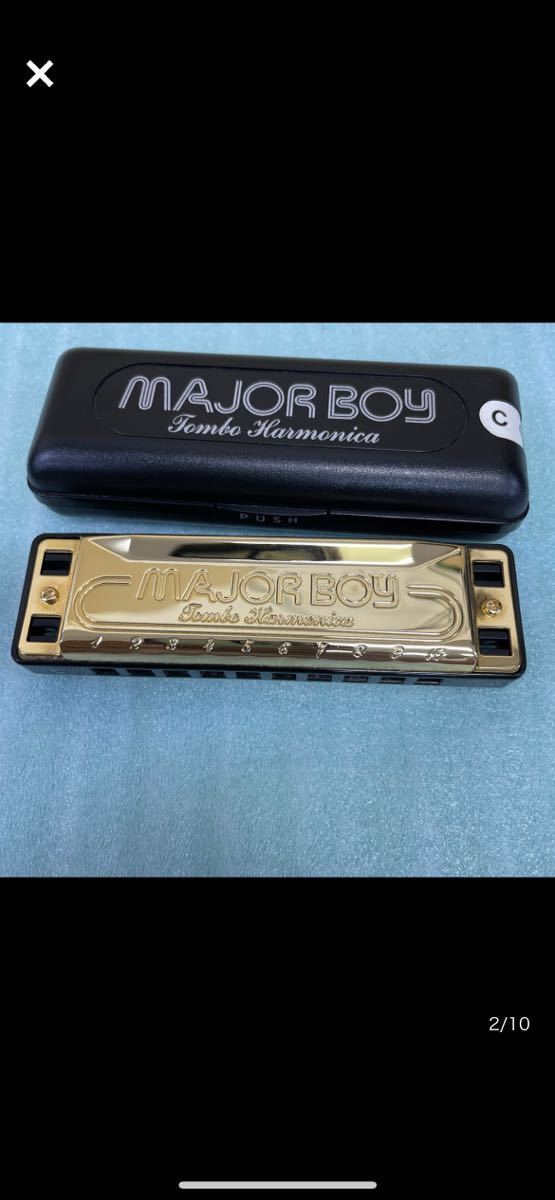 MAJOR BOY
Tombo Harmonica
C
PUSH
MAJOR BOY
Tombo Harmonica
1 2 3 4 5 6 7 8 9 10
2/10